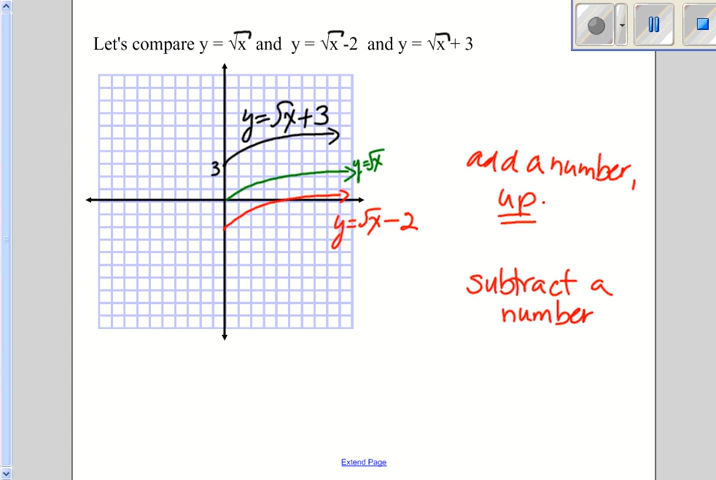 Let's compare y = √x and y = √x -2 and y = √x + 3
y=√x+3
3
y=√x
y=√x-2
add a number,
up.
subtract a
number
Extend Page